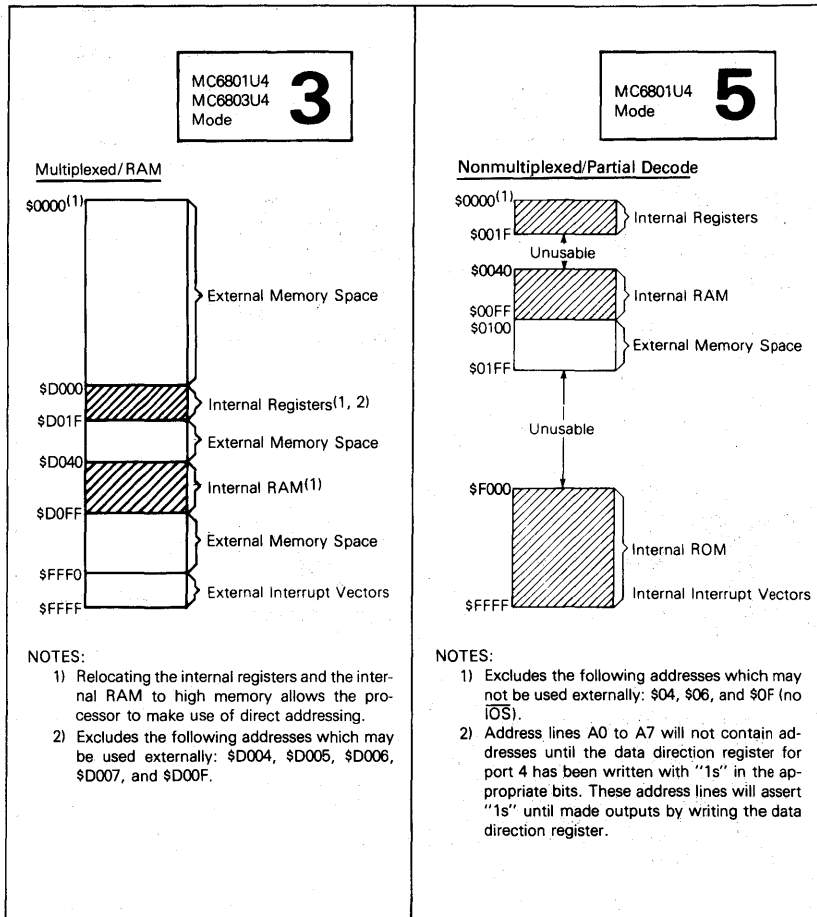 MC6801U4
MC6803U4
Mode
3
Multiplexed/RAM
$0000(1)
External Memory Space
$D000
Internal Registers(1, 2)
$D01F
External Memory Space
$D040
Internal RAM(1)
$D0FF
External Memory Space
$FFF0
External Interrupt Vectors
$FFFF
NOTES:
1) Relocating the internal registers and the inter-
nal RAM to high memory allows the pro-
cessor to make use of direct addressing.
2) Excludes the following addresses which may
be used externally: $D004, $D005, $D006,
$D007, and $D00F.
MC6801U4
Mode
5
Nonmultiplexed/Partial Decode
$0000(1)
Internal Registers
$001F
Unusable
$0040
Internal RAM
$00FF
$0100
External Memory Space
$01FF
Unusable
$F000
Internal ROM
Internal Interrupt Vectors
$FFFF
NOTES:
1) Excludes the following addresses which may
not be used externally: $04, $06, and $0F (no
IOS).
2) Address lines A0 to A7 will not contain ad-
dresses until the data direction register for
port 4 has been written with "1s" in the ap-
propriate bits. These address lines will assert
"1s" until made outputs by writing the data
direction register.